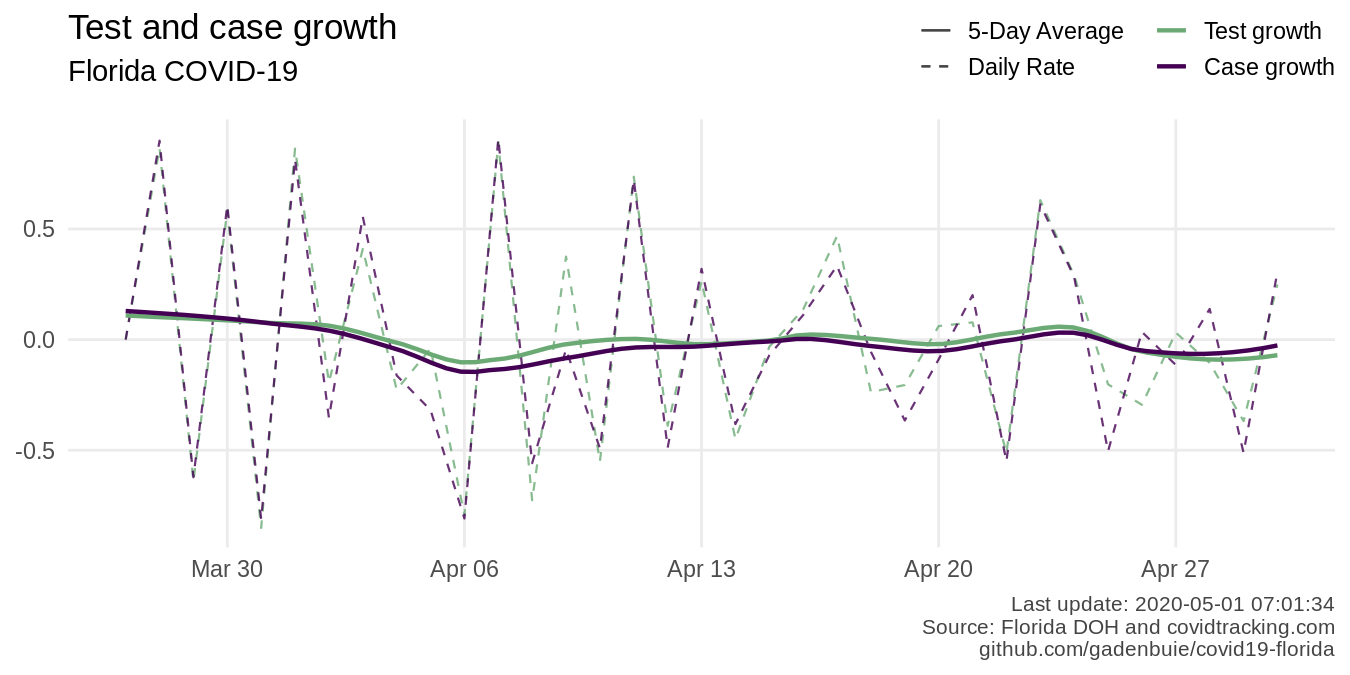 Test and case growth
Florida COVID-19
5-Day Average
Test growth
Daily Rate
Case growth
0.5
0.0
-0.5
Mar 30
Apr 06
Apr 13
Apr 20
Apr 27
Last update: 2020-05-01 07:01:34
Source: Florida DOH and covidtracking.com
github.com/gadenbuie/covid19-florida